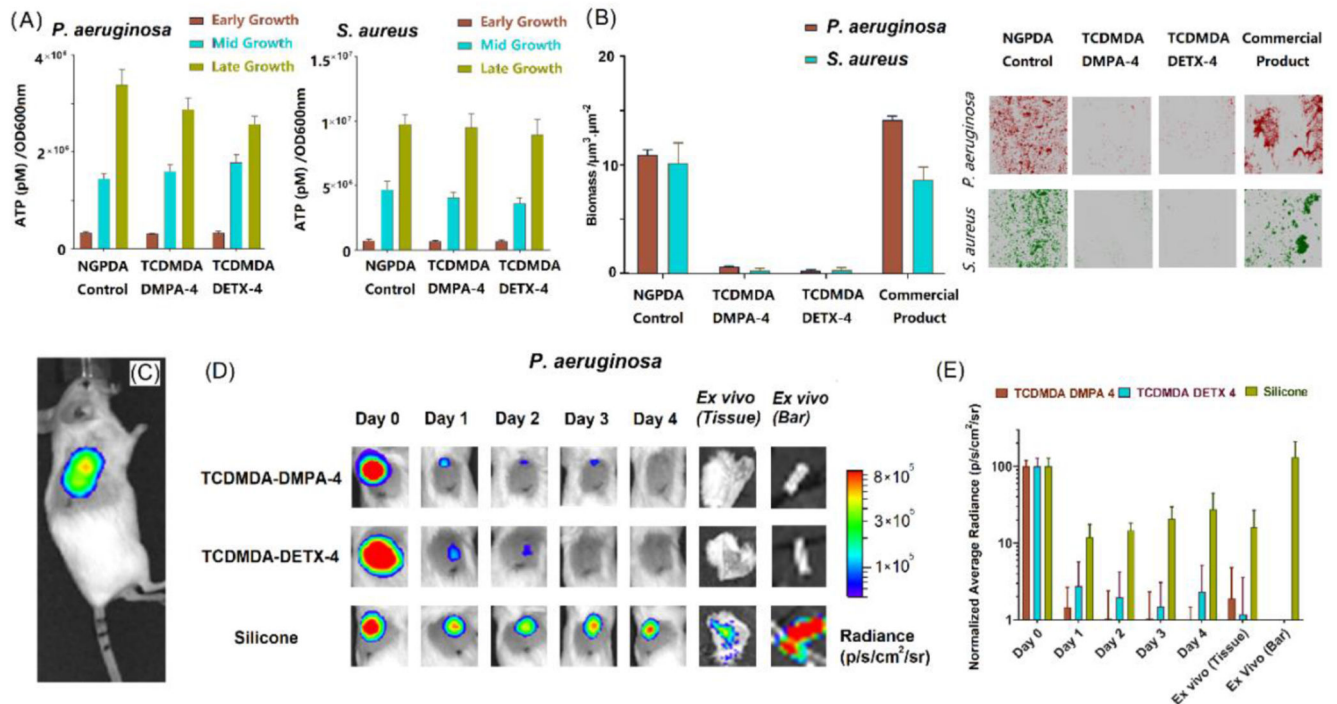 (A)
P. aeruginosa
Early Growth
Mid Growth
Late Growth
ATP (pM) /OD600nm
4×10⁶
2×10⁶
0
NGPDA
Control
TCDMDA
DMPA-4
TCDMDA
DETX-4
S. aureus
Early Growth
Mid Growth
Late Growth
ATP (pM) /OD600nm
1.5×10⁷
1×10⁷
5×10⁶
0
NGPDA
Control
TCDMDA
DMPA-4
TCDMDA
DETX-4
(B)
P. aeruginosa
S. aureus
Biomass/µm³.µm⁻²
20
10
0
NGPDA
Control
TCDMDA
DMPA-4
TCDMDA
DETX-4
Commercial
Product
NGPDA
Control
TCDMDA
DMPA-4
TCDMDA
DETX-4
Commercial
Product
P. aeruginosa
S. aureus
(C)
(D)
P. aeruginosa
Day 0
Day 1
Day 2
Day 3
Day 4
Ex vivo
(Tissue)
Ex vivo
(Bar)
TCDMDA-DMPA-4
TCDMDA-DETX-4
Silicone
8×10⁵
3×10⁵
1×10⁵
Radiance
(p/s/cm²/sr)
(E)
TCDMDA DMPA 4
TCDMDA DETX 4
Silicone
Normalized Average Radiance (p/s/cm²/sr)
100
10
1
Day 0
Day 1
Day 2
Day 3
Day 4
Ex vivo (Tissue)
Ex Vivo (Bar)